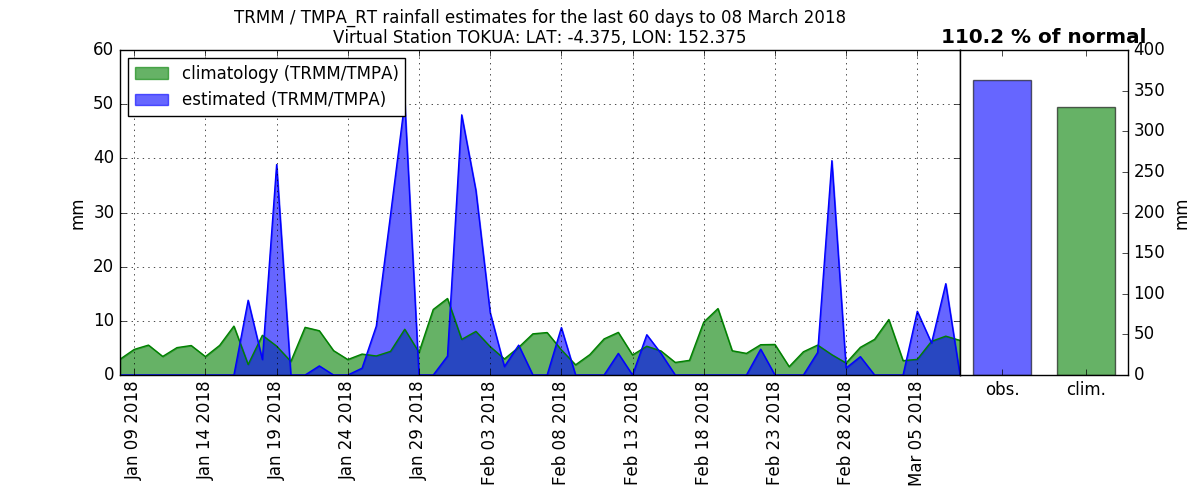 TRMM / TMPA_RT rainfall estimates for the last 60 days to 08 March 2018
Virtual Station TOKUA: LAT: -4.375, LON: 152.375
110.2 % of normal
climatology (TRMM/TMPA)
estimated (TRMM/TMPA)
60
50
40
30
20
10
0
mm
400
350
300
250
200
150
100
50
0
mm
Jan 09 2018
Jan 14 2018
Jan 19 2018
Jan 24 2018
Jan 29 2018
Feb 03 2018
Feb 08 2018
Feb 13 2018
Feb 18 2018
Feb 23 2018
Feb 28 2018
Mar 05 2018
obs.
clim.